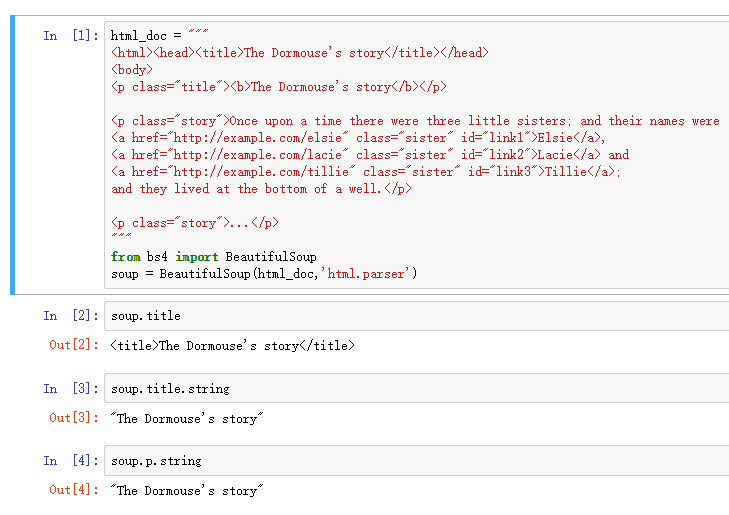 In [1]: html_doc = """
<html><head><title>The Dormouse's story</title></head>
<body>
<p class="title"><b>The Dormouse's story</b></p>
<p class="story">Once upon a time there were three little sisters; and their names were
<a href="http://example.com/elsie" class="sister" id="link1">Elsie</a>,
<a href="http://example.com/lacie" class="sister" id="link2">Lacie</a> and
<a href="http://example.com/tillie" class="sister" id="link3">Tillie</a>;
and they lived at the bottom of a well.</p>
<p class="story">...</p>
"""
from bs4 import BeautifulSoup
soup = BeautifulSoup(html_doc,'html.parser')
In [2]: soup.title
Out[2]: <title>The Dormouse's story</title>
In [3]: soup.title.string
Out[3]: "The Dormouse's story"
In [4]: soup.p.string
Out[4]: "The Dormouse's story"